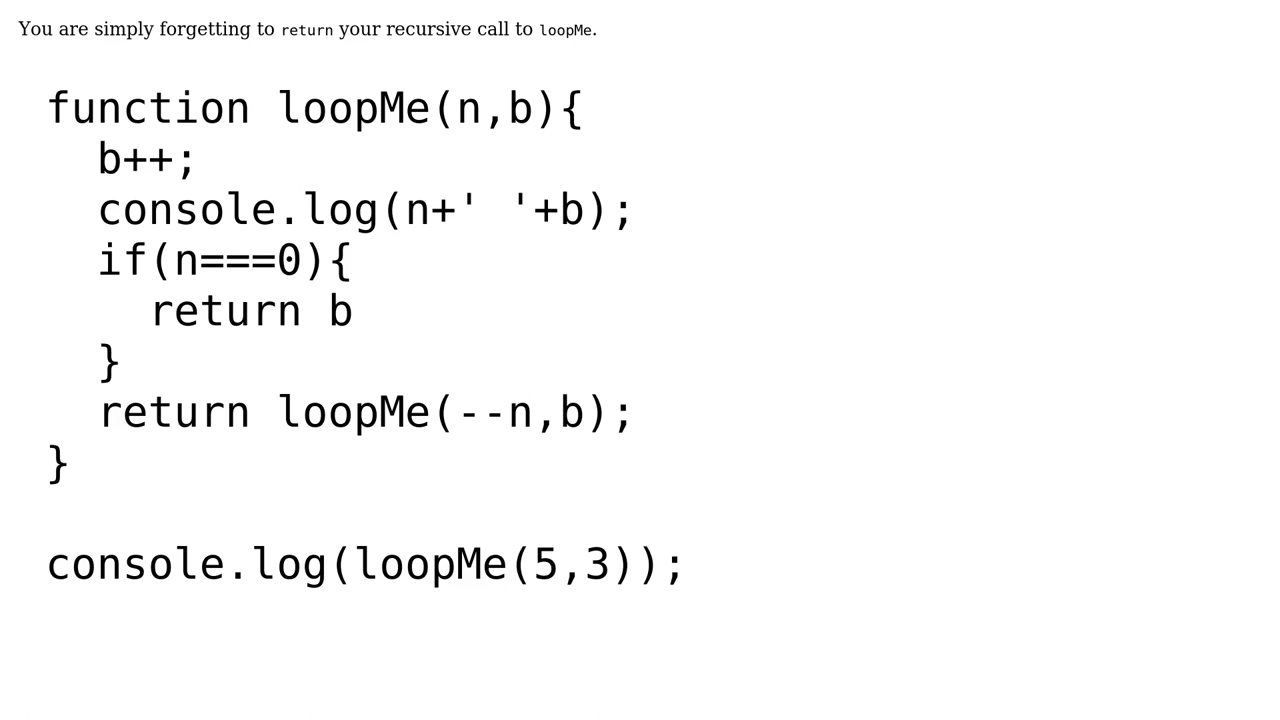 You are simply forgetting to return your recursive call to loopMe.
function loopMe(n,b){
  b++;
  console.log(n+' '+b);
  if(n===0){
    return b
  }
  return loopMe(--n,b);
}

console.log(loopMe(5,3));